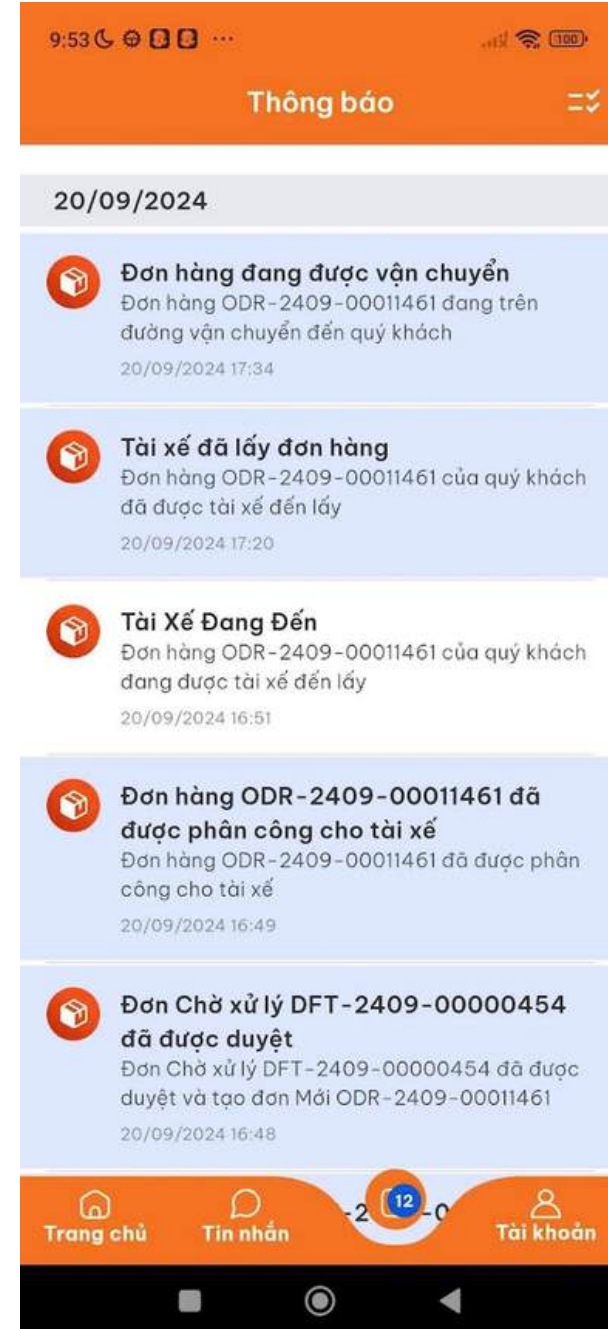 9:53
100
Thông báo
20/09/2024
Đơn hàng đang được vận chuyển
Đơn hàng ODR-2409-00011461 đang trên
đường vận chuyển đến quý khách
20/09/2024 17:34
Tài xế đã lấy đơn hàng
Đơn hàng ODR-2409-00011461 của quý khách
đã được tài xế đến lấy
20/09/2024 17:20
Tài Xế Đang Đến
Đơn hàng ODR-2409-00011461 của quý khách
đang được tài xế đến lấy
20/09/2024 16:51
Đơn hàng ODR-2409-00011461 đã
được phân công cho tài xế
Đơn hàng ODR-2409-00011461 đã được phân
công cho tài xế
20/09/2024 16:49
Đơn Chờ xử lý DFT-2409-00000454
đã được duyệt
Đơn Chờ xử lý DFT-2409-00000454 đã được
duyệt và tạo đơn Mới ODR-2409-00011461
20/09/2024 16:48
12
Trang chủ
Tin nhắn
Tài khoản